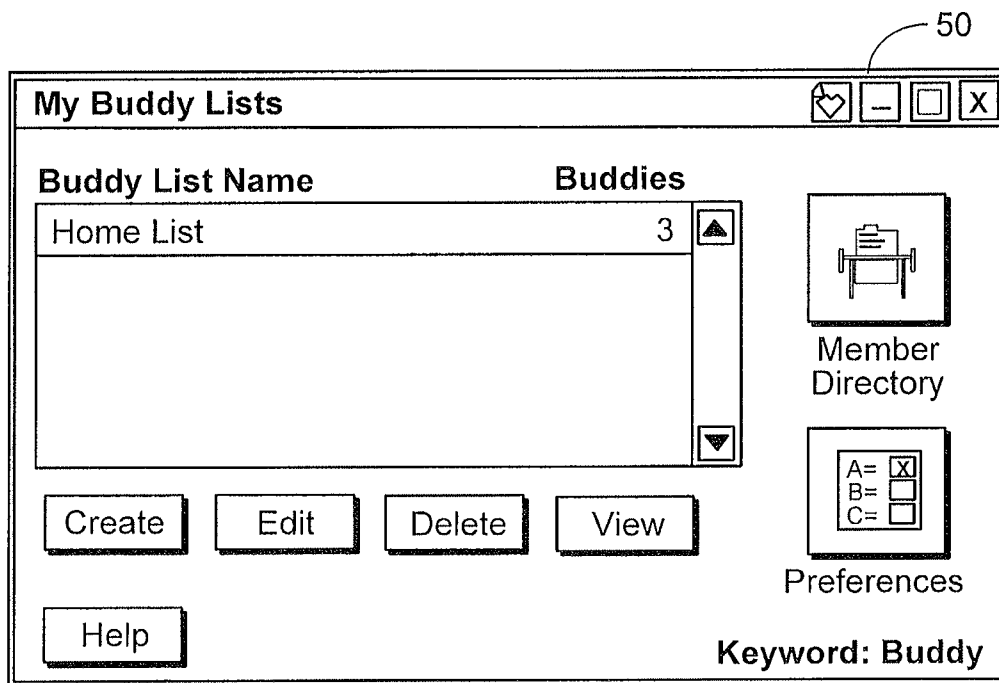 50
My Buddy Lists
X
Buddy List Name Buddies
Home List 3
Member
Directory
A= X
B=
C=
Create Edit Delete View
Preferences
Help
Keyword: Buddy